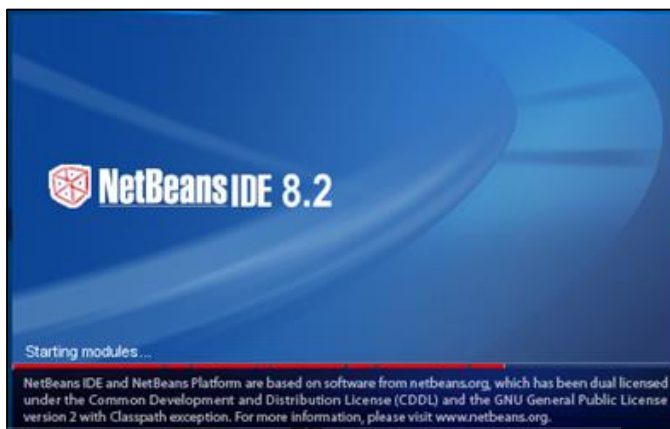 NetBeans IDE 8.2
Starting modules...
NetBeans IDE and NetBeans Platform are based on software from netbeans.org, which has been dual licensed
under the Common Development and Distribution License (CDDL) and the GNU General Public License
version 2 with Classpath exception. For more information, please visit www.netbeans.org.